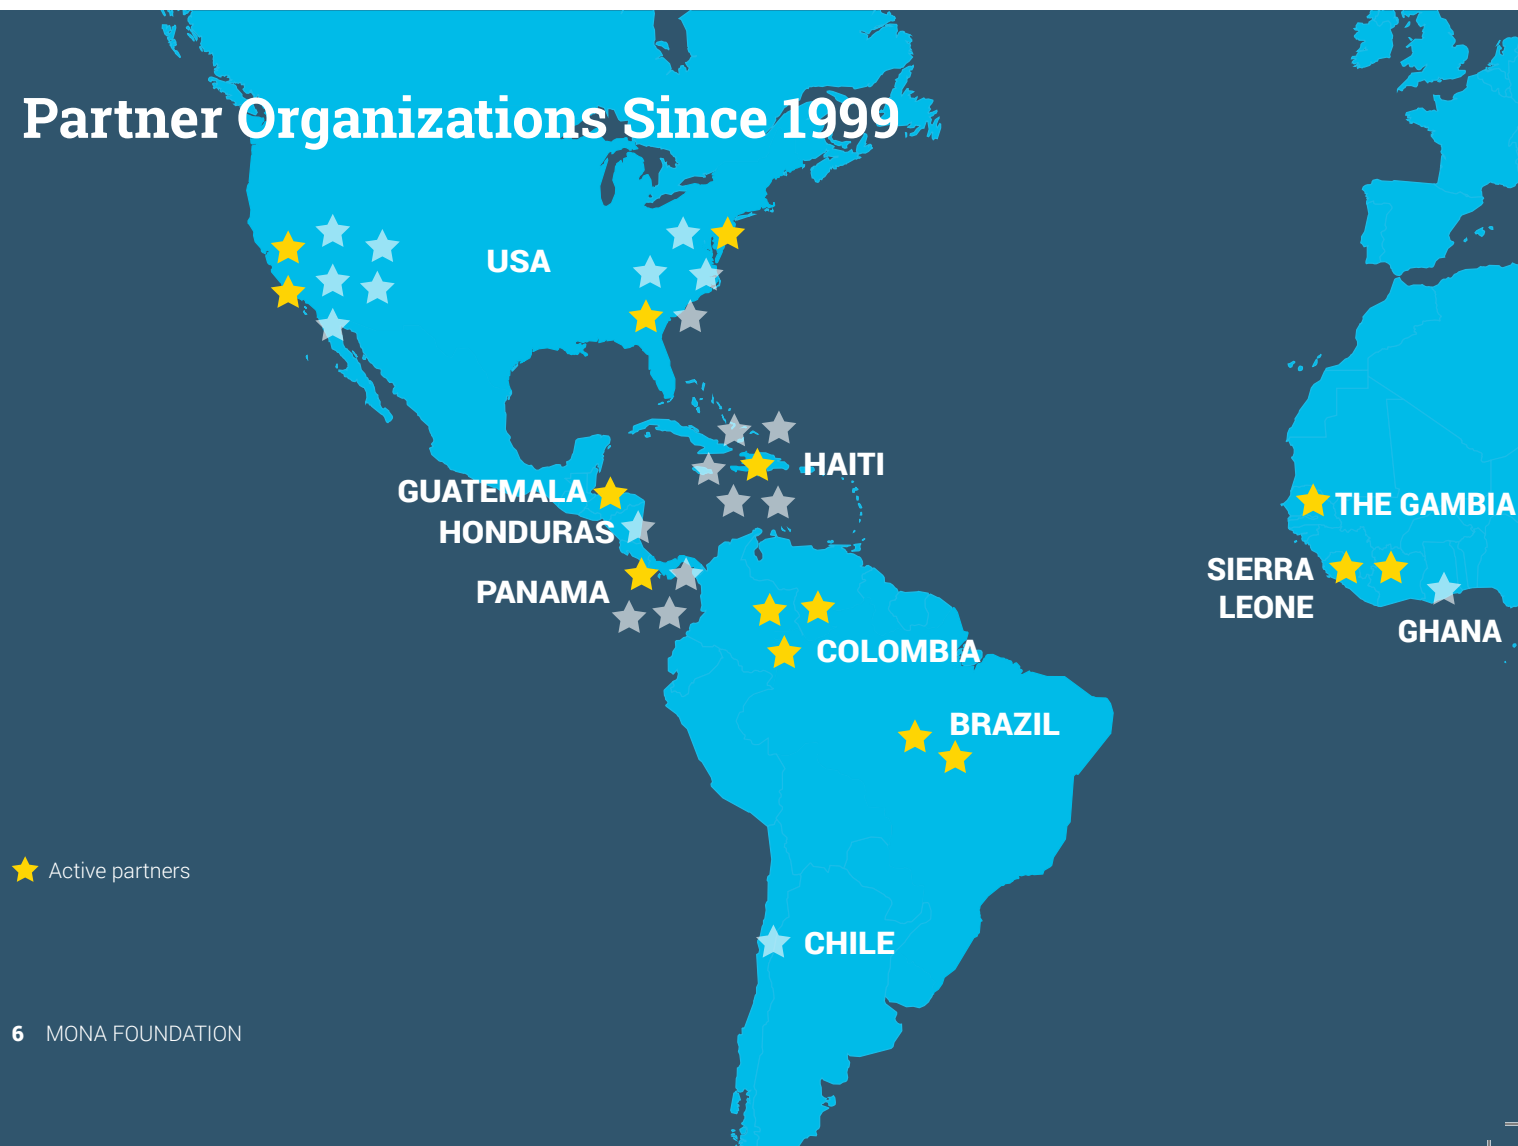 Partner Organizations Since 1999
USA
HAITI
GUATEMALA
HONDURAS
PANAMA
THE GAMBIA
SIERRA
LEONE
GHANA
COLOMBIA
BRAZIL
Active partners
CHILE
6 MONA FOUNDATION